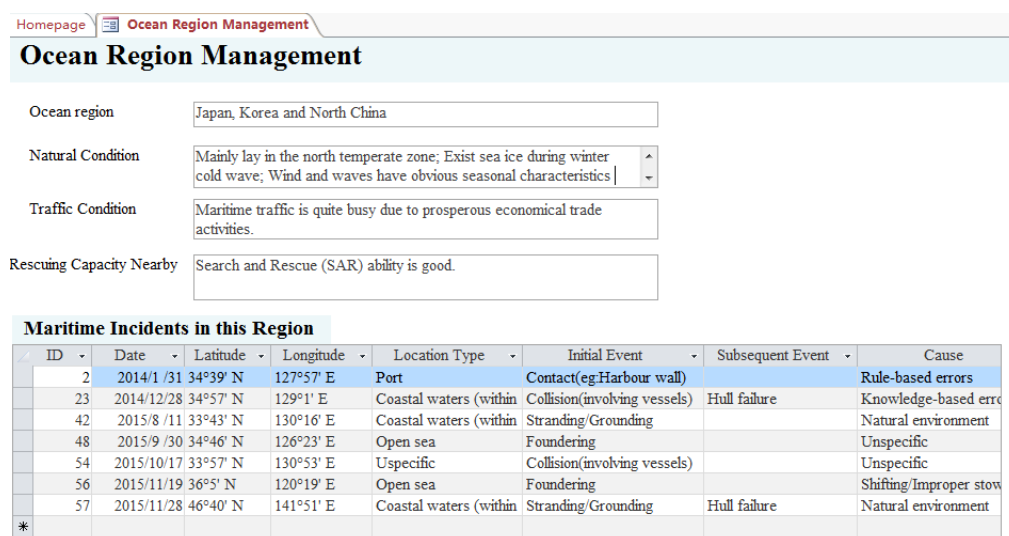 Homepage Ocean Region Management
Ocean Region Management
Ocean region Japan, Korea and North China
Natural Condition Mainly lay in the north temperate zone; Exist sea ice during winter
cold wave; Wind and waves have obvious seasonal characteristics
Traffic Condition Maritime traffic is quite busy due to prosperous economical trade
activities.
Rescuing Capacity Nearby Search and Rescue (SAR) ability is good.
Maritime Incidents in this Region
ID Date Latitude Longitude Location Type Initial Event Subsequent Event Cause
2 2014/1 /31 34°39' N 127°57' E Port Contact(eg:Harbour wall) Rule-based errors
23 2014/12/28 34°57' N 129°1' E Coastal waters (within Collision(involving vessels) Hull failure Knowledge-based erro
42 2015/8 /11 33°43' N 130°16' E Coastal waters (within Stranding/Grounding Natural environment
48 2015/9 /30 34°46' N 126°23' E Open sea Foundering Unspecific
54 2015/10/17 33°57' N 130°53' E Uspecific Collision(involving vessels) Unspecific
56 2015/11/19 36°5' N 120°19' E Open sea Foundering Shifting/Improper stow
57 2015/11/28 46°40' N 141°51' E Coastal waters (within Stranding/Grounding Hull failure Natural environment